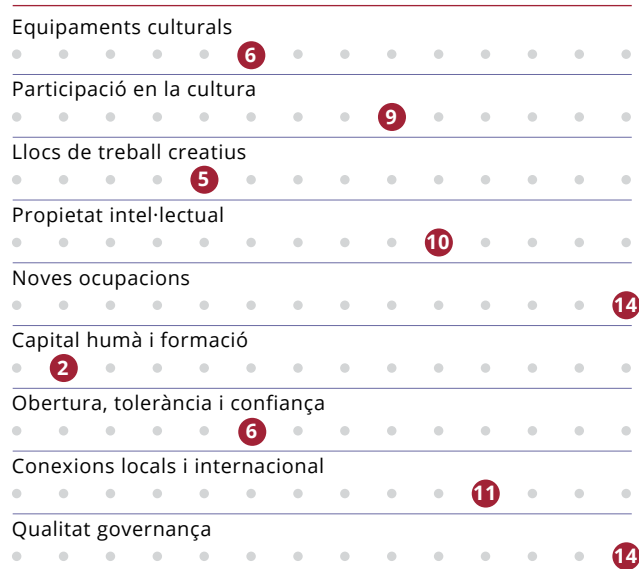 Equipaments culturals
6
Participació en la cultura
9
Llocs de treball creatius
5
Propietat intel·lectual
10
Noves ocupacions
14
Capital humà i formació
2
Obertura, tolerància i confiança
6
Conexions locals i internacional
11
Qualitat governança
14